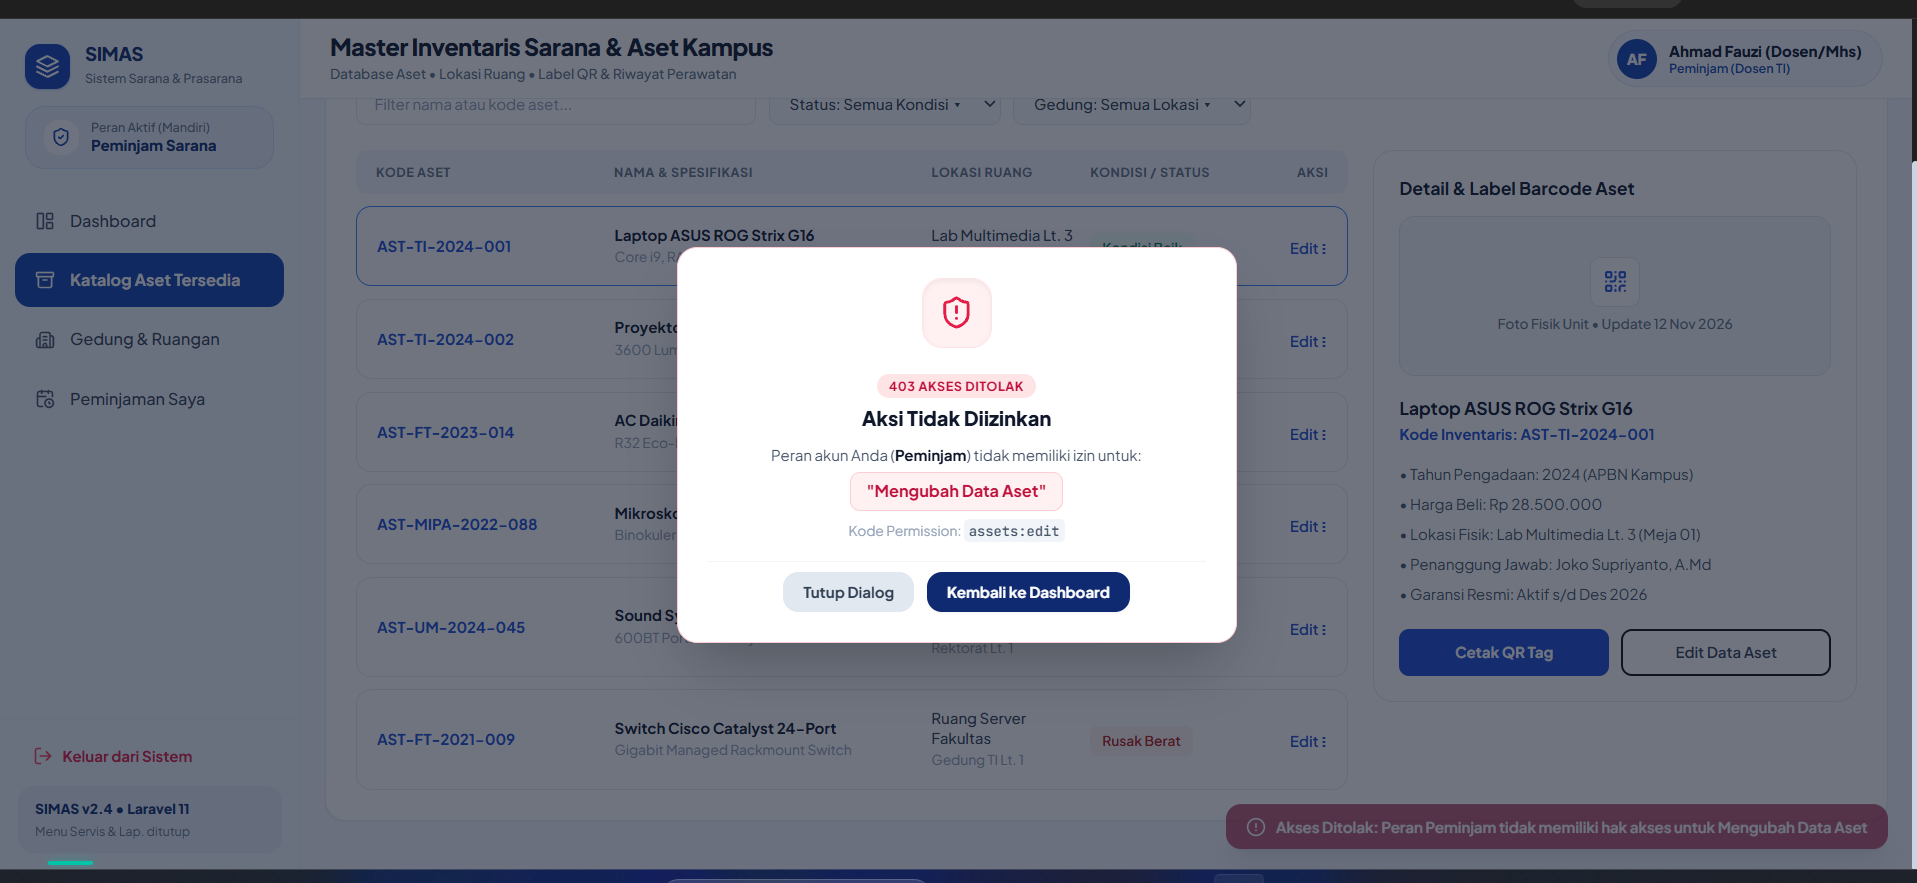 SIMAS
Sistem Sarana & Prasarana
Peran Aktif (Mandiri)
Peminjam Sarana
Dashboard
Katalog Aset Tersedia
Gedung & Ruangan
Peminjaman Saya
Keluar dari Sistem
SIMAS v2.4 • Laravel 11
Menu Servis & Lap. ditutup
Master Inventaris Sarana & Aset Kampus
Database Aset • Lokasi Ruang • Label QR & Riwayat Perawatan
AF
Ahmad Fauzi (Dosen/Mhs)
Peminjam (Dosen TI)
Filter nama atau kode aset...
Status: Semua Kondisi ▾
Gedung: Semua Lokasi ▾
KODE ASET NAMA & SPESIFIKASI LOKASI RUANG KONDISI / STATUS AKSI
AST-TI-2024-001
Laptop ASUS ROG Strix G16
Core i9,
Lab Multimedia Lt. 3
Kondisi Baik
Edit ⋮
AST-TI-2024-002
3600
Edit ⋮
AST-FT-2023-014
AC
R32
Edit ⋮
AST-MIPA-2022-088
Binokuler
Edit ⋮
AST-UM-2024-045
Sound
600BT
Rektorat Lt. 1
Edit ⋮
AST-FT-2021-009
Switch Cisco Catalyst 24-Port
Gigabit Managed Rackmount Switch
Ruang Server
Fakultas
Gedung TI Lt. 1
Rusak Berat
Edit ⋮
403 AKSES DITOLAK
Aksi Tidak Diizinkan
Peran akun Anda (Peminjam) tidak memiliki izin untuk:
"Mengubah Data Aset"
Kode Permission: assets:edit
Tutup Dialog
Kembali ke Dashboard
Detail & Label Barcode Aset
Foto Fisik Unit • Update 12 Nov 2026
Laptop ASUS ROG Strix G16
Kode Inventaris: AST-TI-2024-001
• Tahun Pengadaan: 2024 (APBN Kampus)
• Harga Beli: Rp 28.500.000
• Lokasi Fisik: Lab Multimedia Lt. 3 (Meja 01)
• Penanggung Jawab: Joko Supriyanto, A.Md
• Garansi Resmi: Aktif s/d Des 2026
Cetak QR Tag
Edit Data Aset
Akses Ditolak: Peran Peminjam tidak memiliki hak akses untuk Mengubah Data Aset